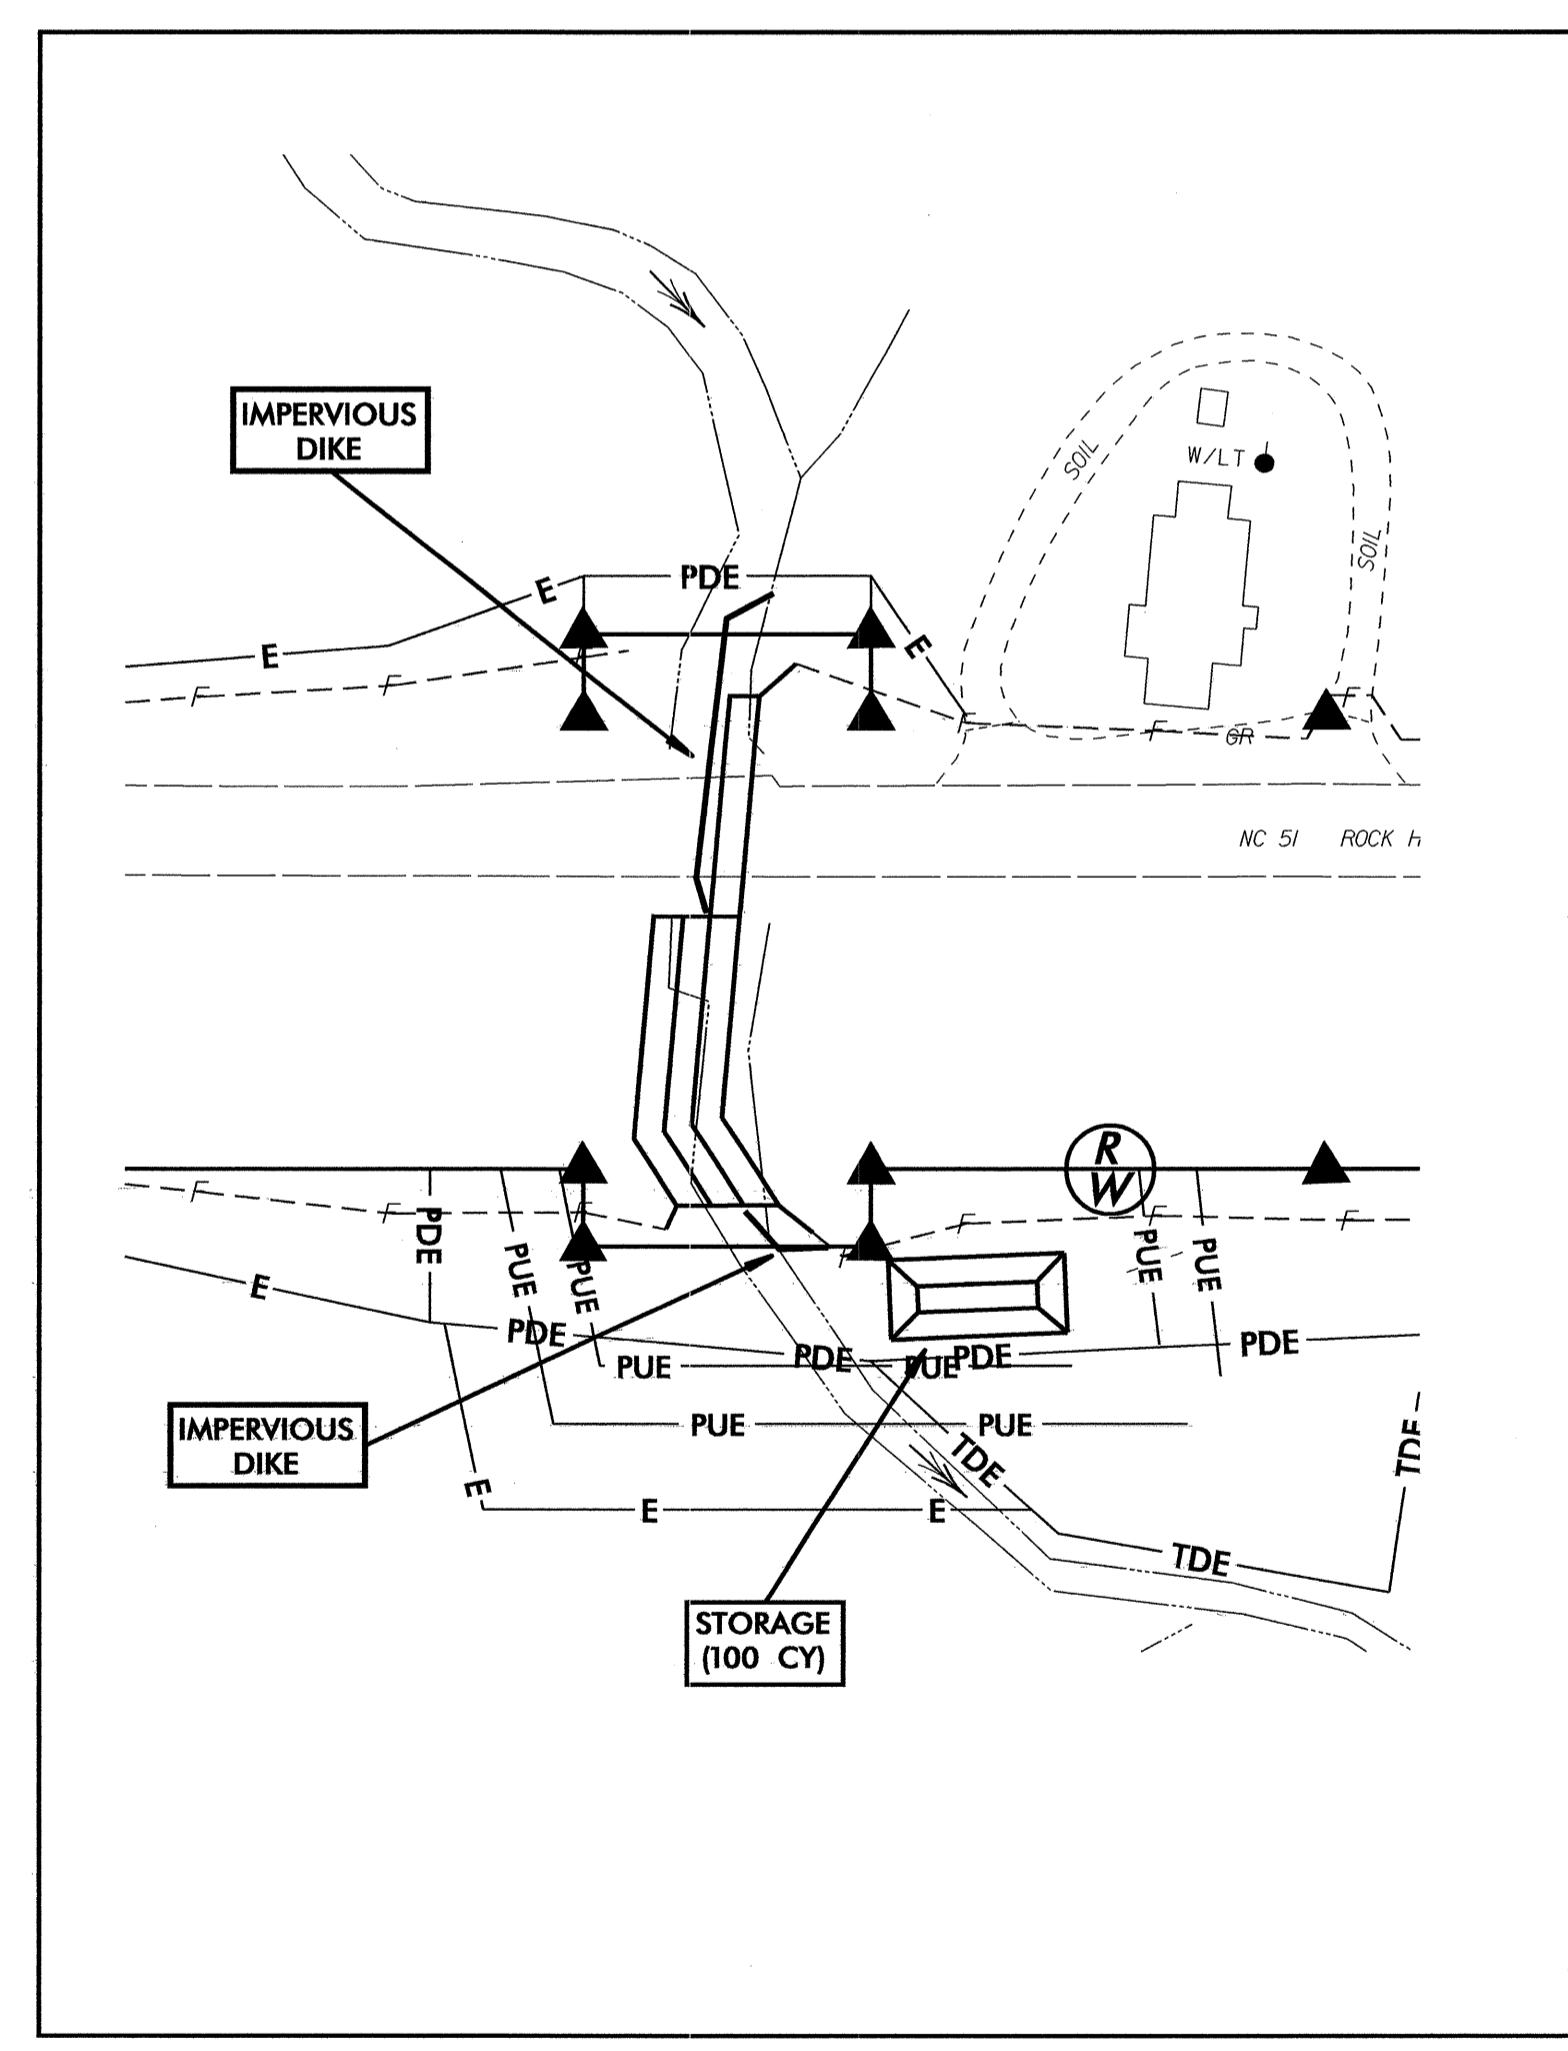 IMPERVIOUS
DIKE
SOIL
W/LT
SOIL
E
PDE
E
E
F
F
F
F
F
GR
NC 51 ROCK H
R
W
F
F
F
F
F
F
PDE
PUE
PUE
PUE
PUE
E
PDE
PDE
PUE
PDE
PUE
PDE
PUE
PUE
IMPERVIOUS
DIKE
TDE
TDE
E
E
E
TDE
STORAGE
(100 CY)